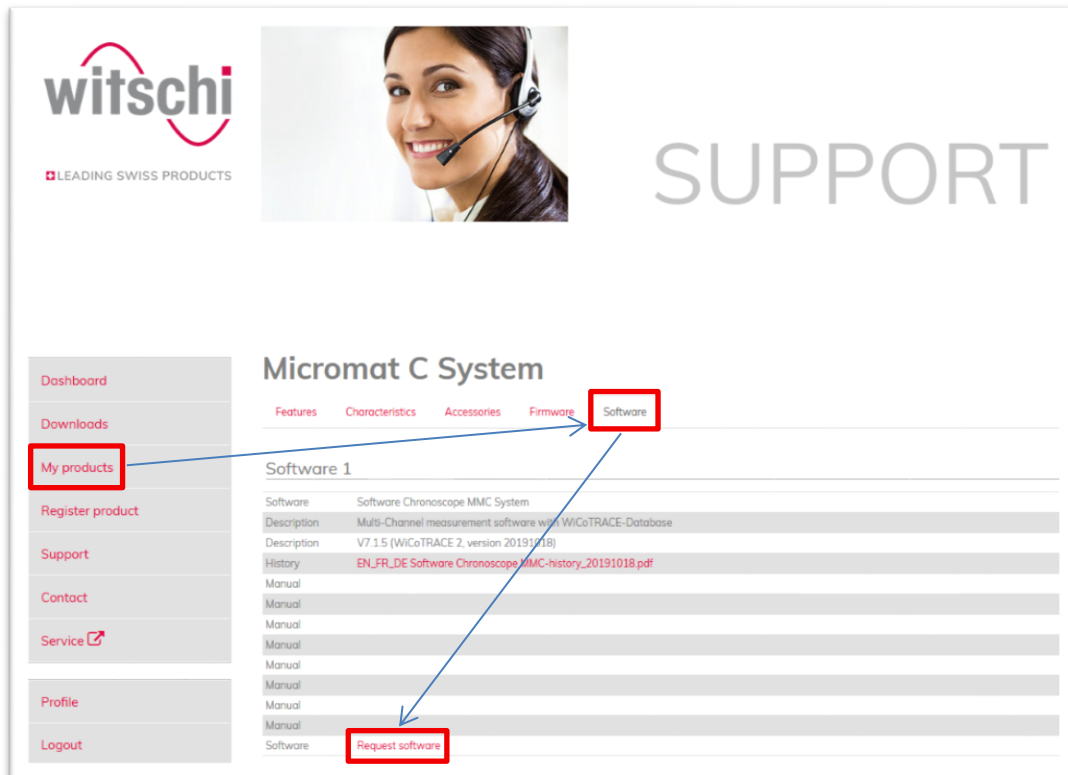 witschi
LEADING SWISS PRODUCTS
SUPPORT
Dashboard
Downloads
My products
Register product
Support
Contact
Service
Profile
Logout
Micromat C System
Features Characteristics Accessories Firmware Software
Software 1
Software Software Chronoscope MMC System
Description Multi-Channel measurement software with WiCoTRACE-Database
Description V7.1.5 (WiCoTRACE 2, version 20191018)
History EN_FR_DE Software Chronoscope MMC-history_20191018.pdf
Manual
Manual
Manual
Manual
Manual
Manual
Manual
Manual
Software Request software